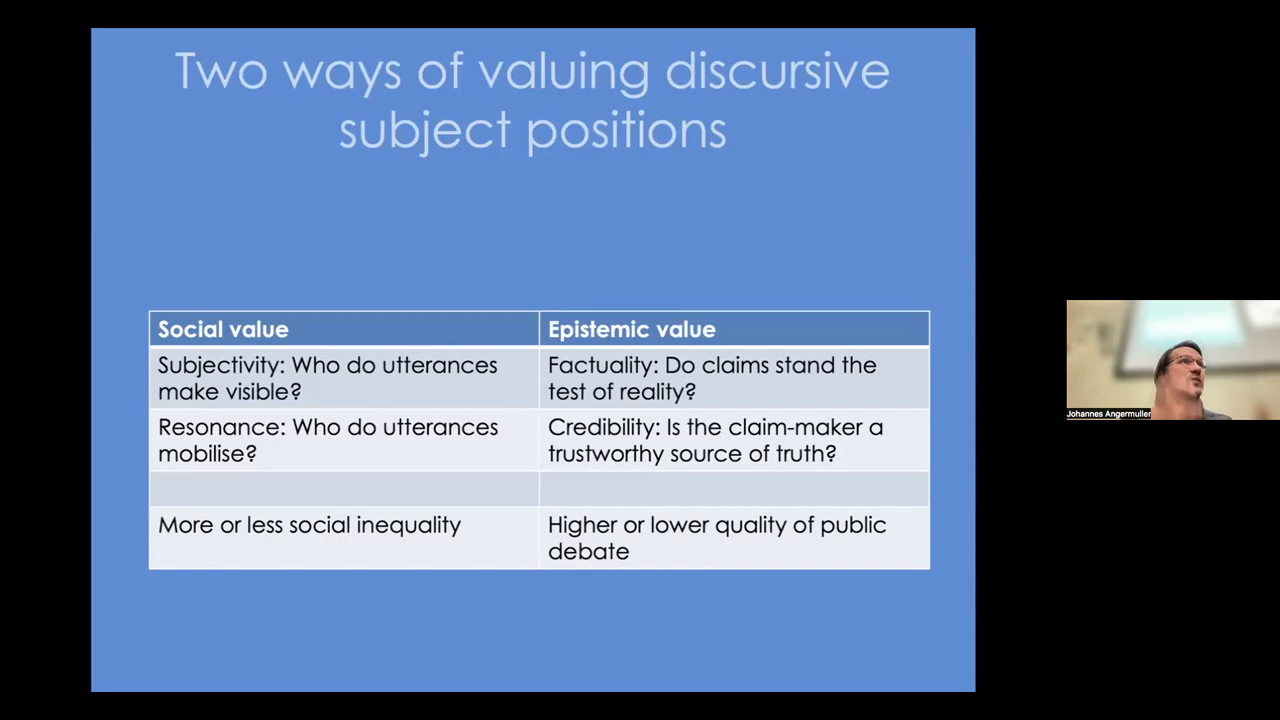 Two ways of valuing discursive
subject positions
Social value
Epistemic value
Subjectivity: Who do utterances
make visible?
Factuality: Do claims stand the
test of reality?
Resonance: Who do utterances
mobilise?
Credibility: Is the claim-maker a
trustworthy source of truth?
More or less social inequality
Higher or lower quality of public
debate
Johannes Angermuller